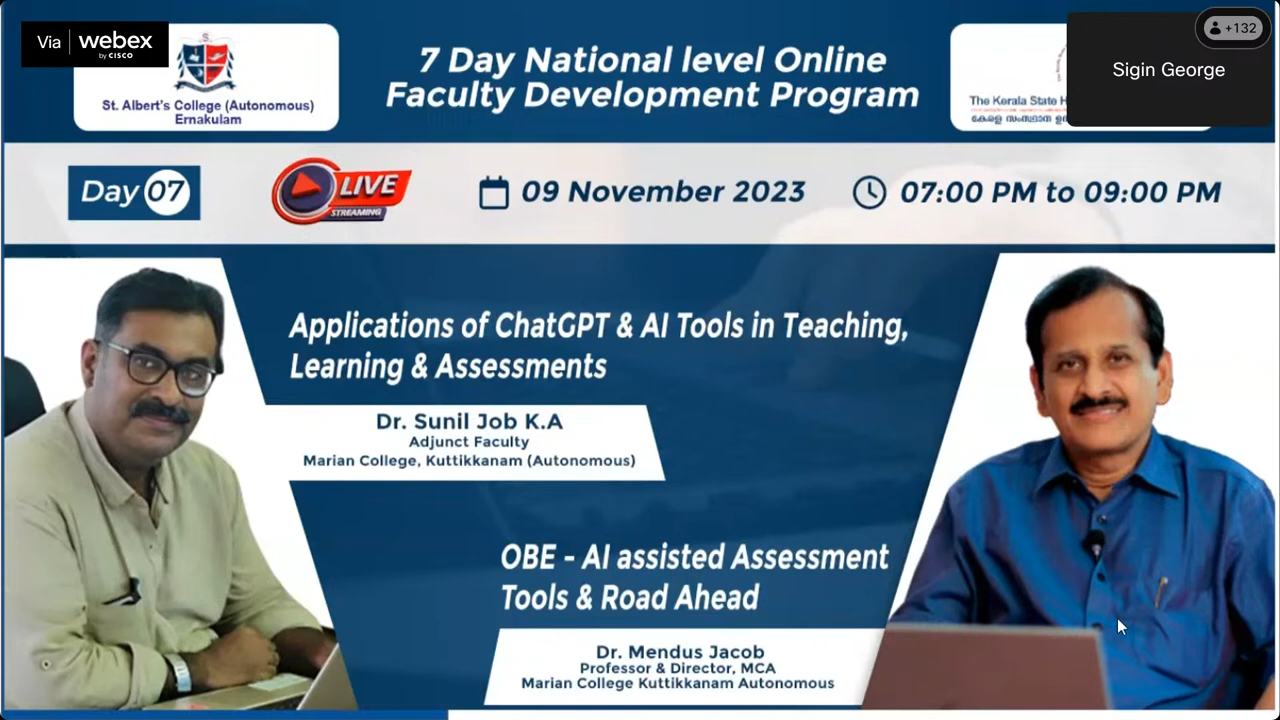 Via webex
by CISCO
+132
Sigin George
St. Albert's College (Autonomous)
Ernakulam
7 Day National level Online
Faculty Development Program
The Kerala State
കേരള സംസ്ഥാന
Day 07
LIVE
STREAMING
09 November 2023
07:00 PM to 09:00 PM
Applications of ChatGPT & AI Tools in Teaching,
Learning & Assessments
Dr. Sunil Job K.A
Adjunct Faculty
Marian College, Kuttikkanam (Autonomous)
OBE - AI assisted Assessment
Tools & Road Ahead
Dr. Mendus Jacob
Professor & Director, MCA
Marian College Kuttikkanam Autonomous